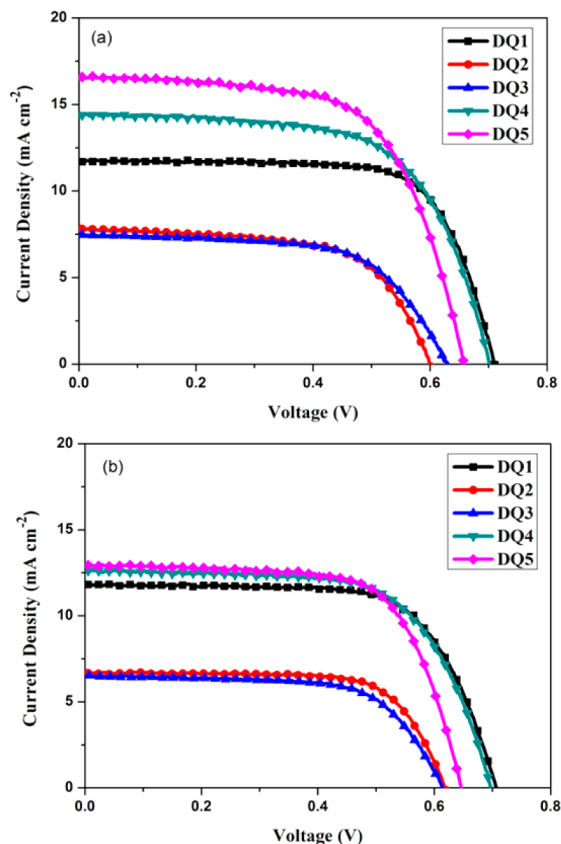 (a)
DQ1
DQ2
DQ3
DQ4
DQ5
20
15
10
5
0
Current Density (mA cm⁻²)
0.0 0.2 0.4 0.6 0.8
Voltage (V)
(b)
DQ1
DQ2
DQ3
DQ4
DQ5
20
15
10
5
0
Current Density (mA cm⁻²)
0.0 0.2 0.4 0.6 0.8
Voltage (V)